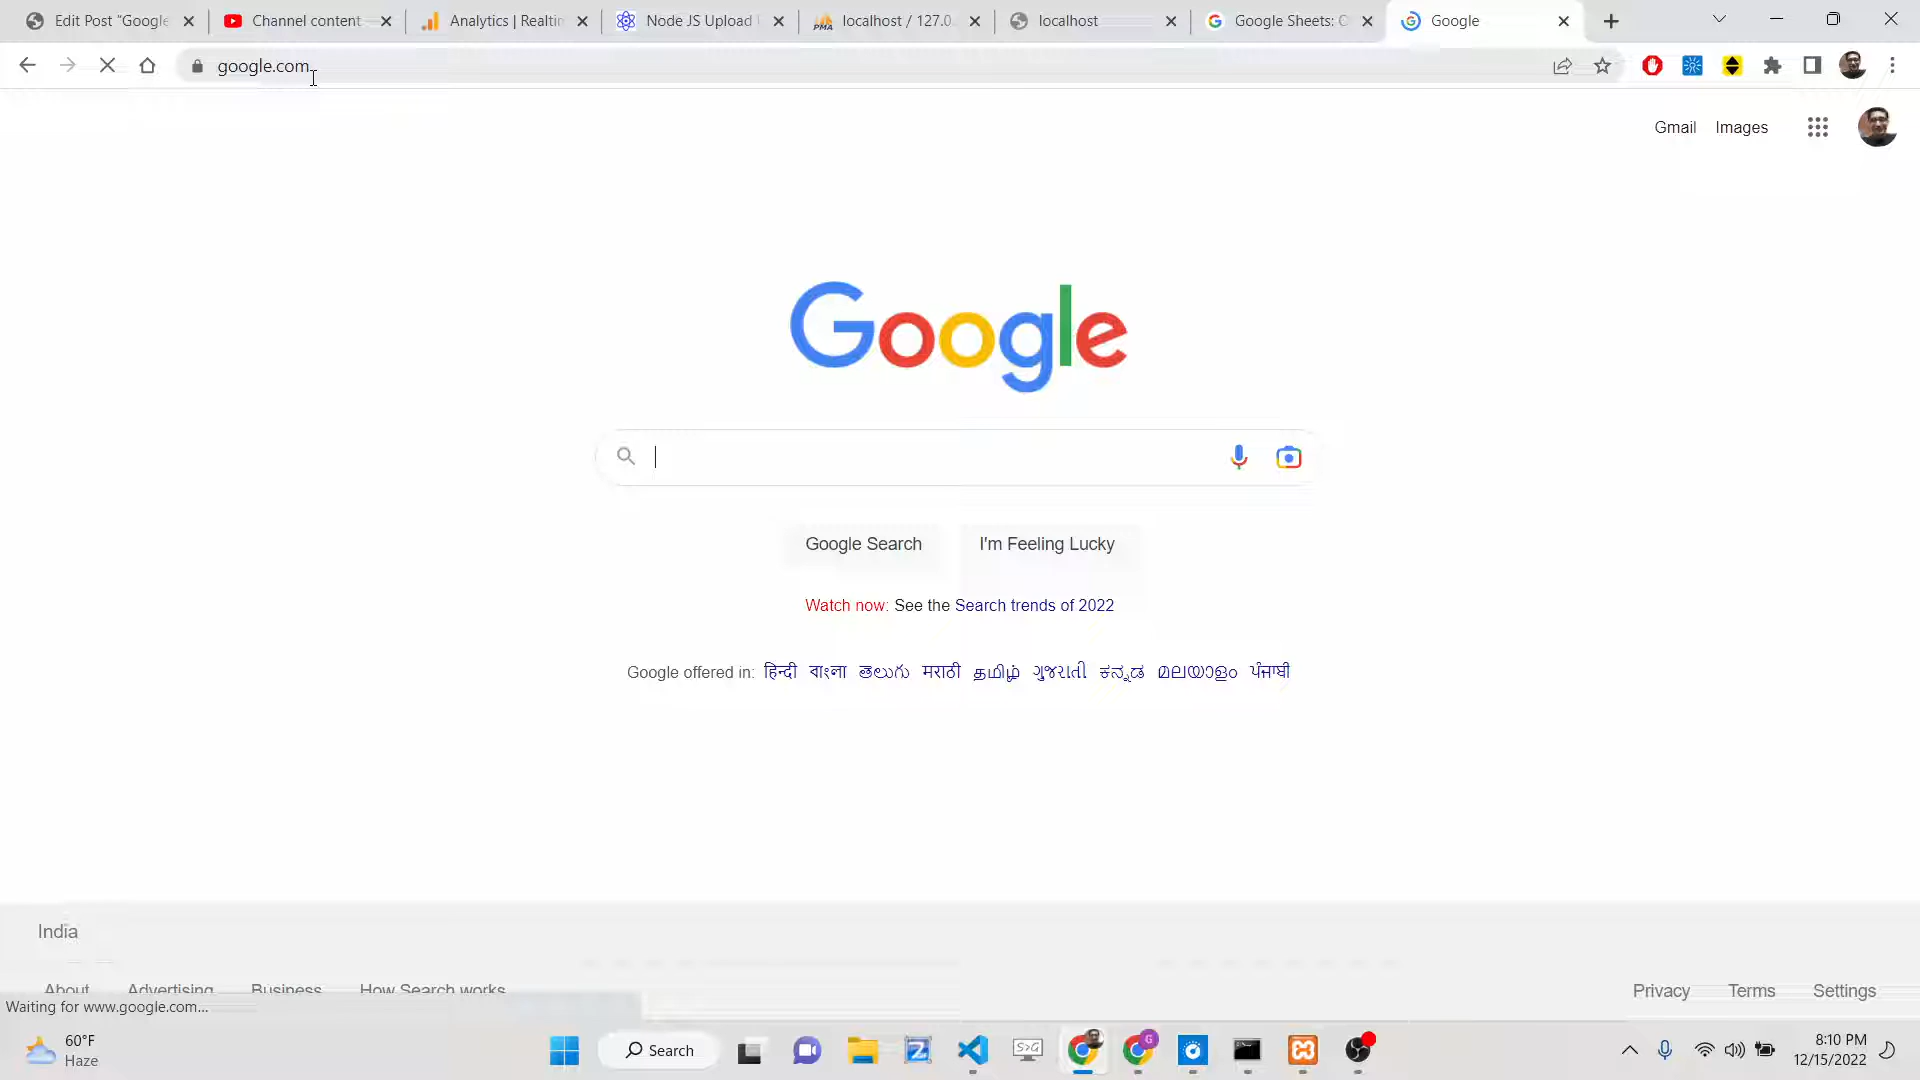 Edit Post "Google
Channel content
Analytics | Realtin
Node JS Upload
localhost / 127.0.
localhost
Google Sheets: C
Google
google.com
Gmail
Images
Google
Google Search
I'm Feeling Lucky
Watch now: See the Search trends of 2022
Google offered in: हिन्दी বাংলা తెలుగు मराठी தமிழ் ગુજરાતી ಕನ್ನಡ മലയാളം ਪੰਜਾਬੀ
India
About Advertising Business How Search works
Privacy Terms Settings
Waiting for www.google.com...
60°F
Haze
Search
8:10 PM
12/15/2022